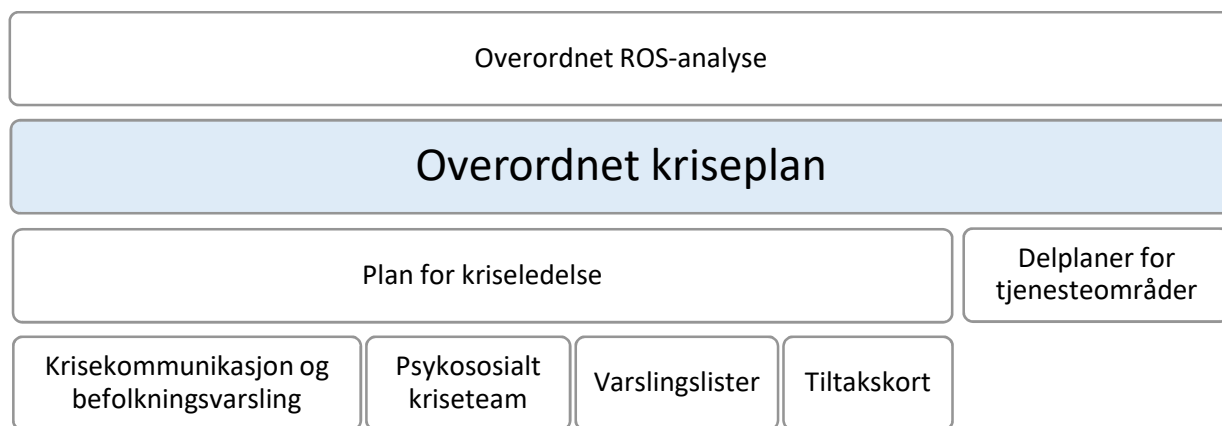 Overordnet ROS-analyse
Overordnet kriseplan
Plan for kriseledelse
Delplaner for
tjenesteområder
Krisekommunikasjon og
befolkningsvarsling
Psykososialt
kriseteam
Varslingslister
Tiltakskort